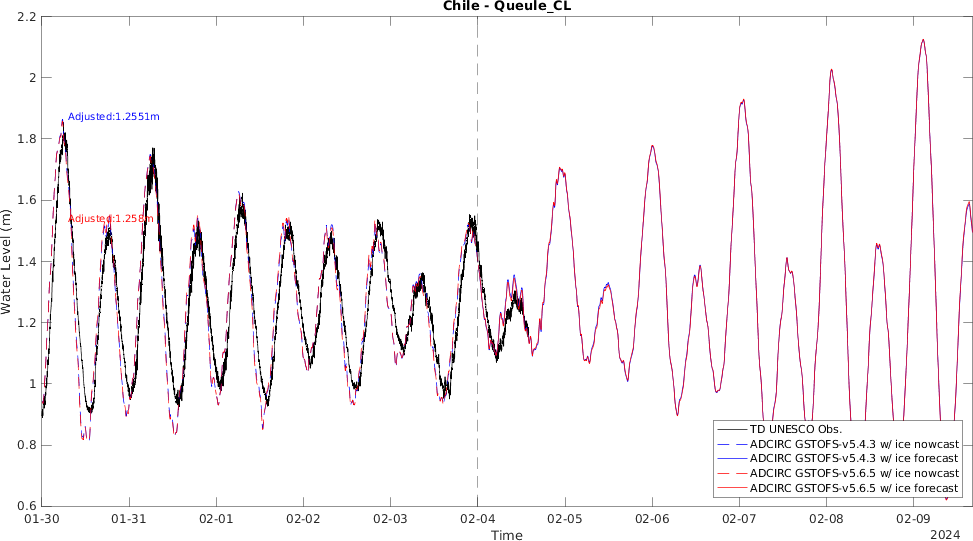 Chile - Queule_CL
Water Level (m)
2.2
2
1.8
1.6
1.4
1.2
1
0.8
0.6
Adjusted:1.2551m
Adjusted:1.258m
TD UNESCO Obs.
ADCIRC GSTOFS-v5.4.3 w/ ice nowcast
ADCIRC GSTOFS-v5.4.3 w/ ice forecast
ADCIRC GSTOFS-v5.6.5 w/ ice nowcast
ADCIRC GSTOFS-v5.6.5 w/ ice forecast
01-30 01-31 02-01 02-02 02-03 02-04 02-05 02-06 02-07 02-08 02-09
Time
2024